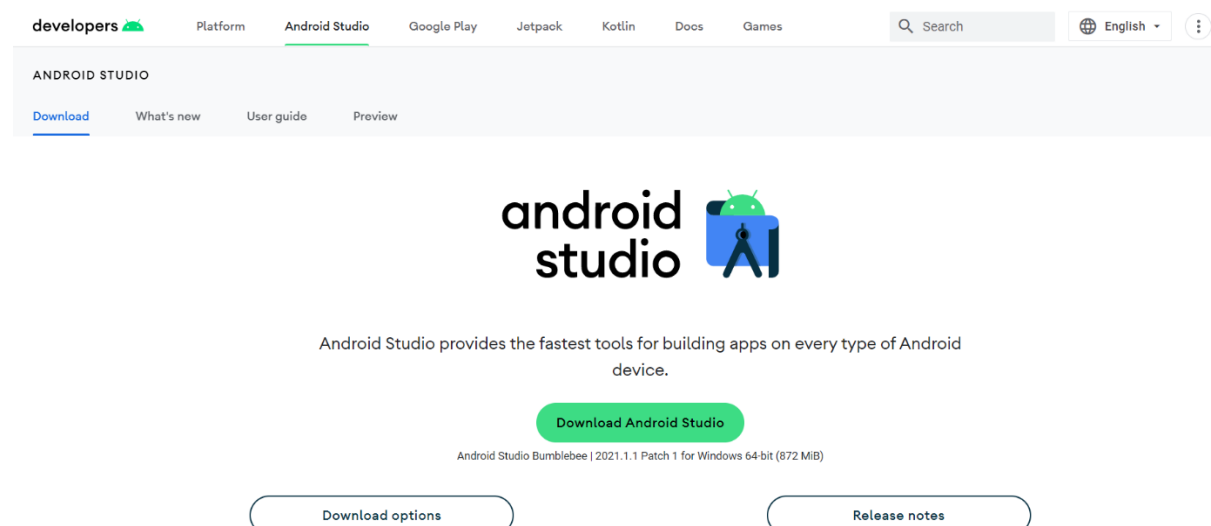 developers Platform Android Studio Google Play Jetpack Kotlin Docs Games Search English
ANDROID STUDIO
Download What's new User guide Preview
android
studio
Android Studio provides the fastest tools for building apps on every type of Android
device.
Download Android Studio
Android Studio Bumblebee | 2021.1.1 Patch 1 for Windows 64-bit (872 MiB)
Download options Release notes